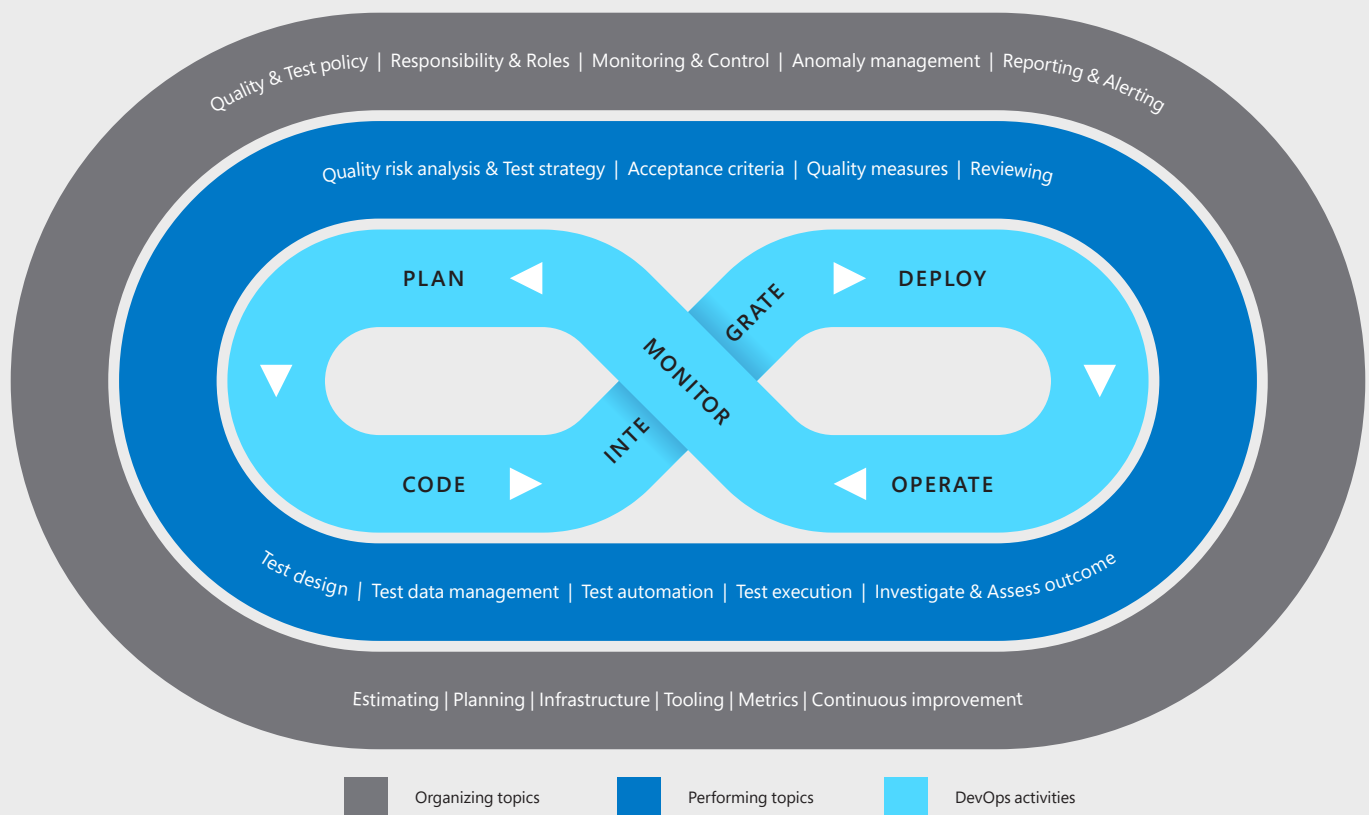 Quality & Test policy | Responsibility & Roles | Monitoring & Control | Anomaly management | Reporting & Alerting
Quality risk analysis & Test strategy | Acceptance criteria | Quality measures | Reviewing
PLAN
DEPLOY
INTE
GRATE
MONITOR
CODE
OPERATE
Test design | Test data management | Test automation | Test execution | Investigate & Assess outcome
Estimating | Planning | Infrastructure | Tooling | Metrics | Continuous improvement
Organizing topics
Performing topics
DevOps activities